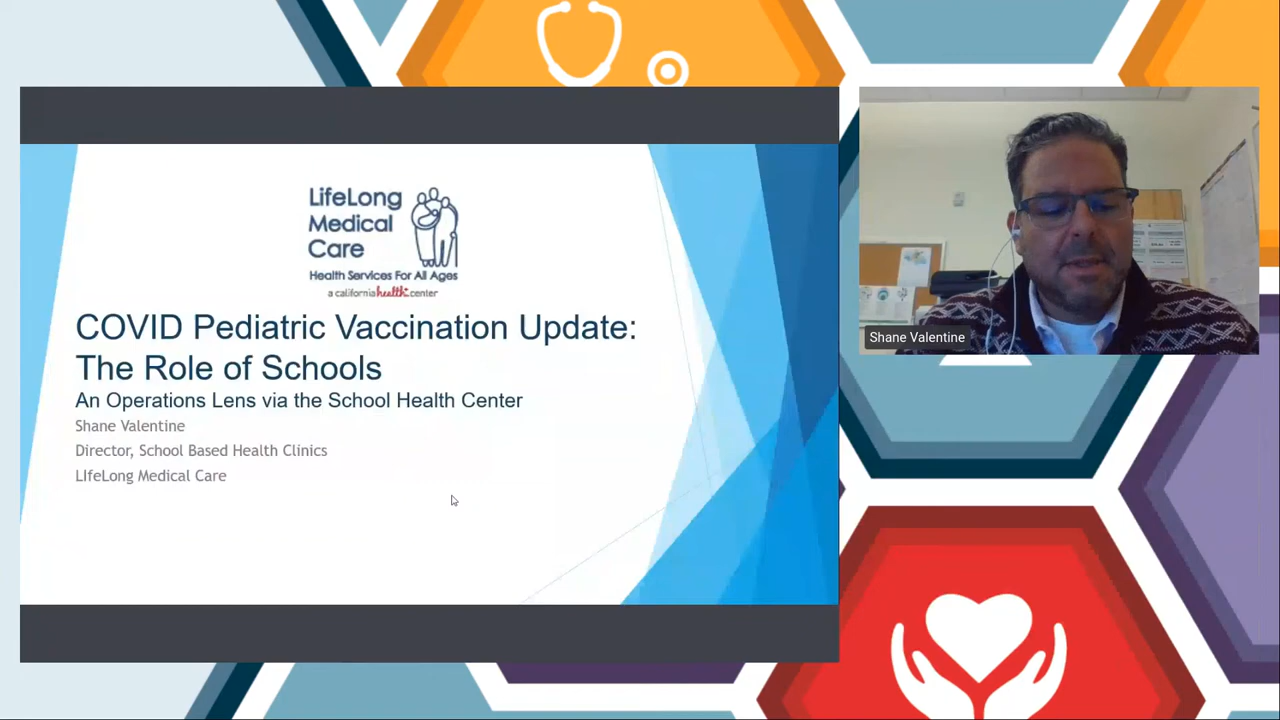 LifeLong
Medical
Care
Health Services For All Ages
a california health center
COVID Pediatric Vaccination Update:
The Role of Schools
An Operations Lens via the School Health Center
Shane Valentine
Director, School Based Health Clinics
LIfeLong Medical Care
Shane Valentine